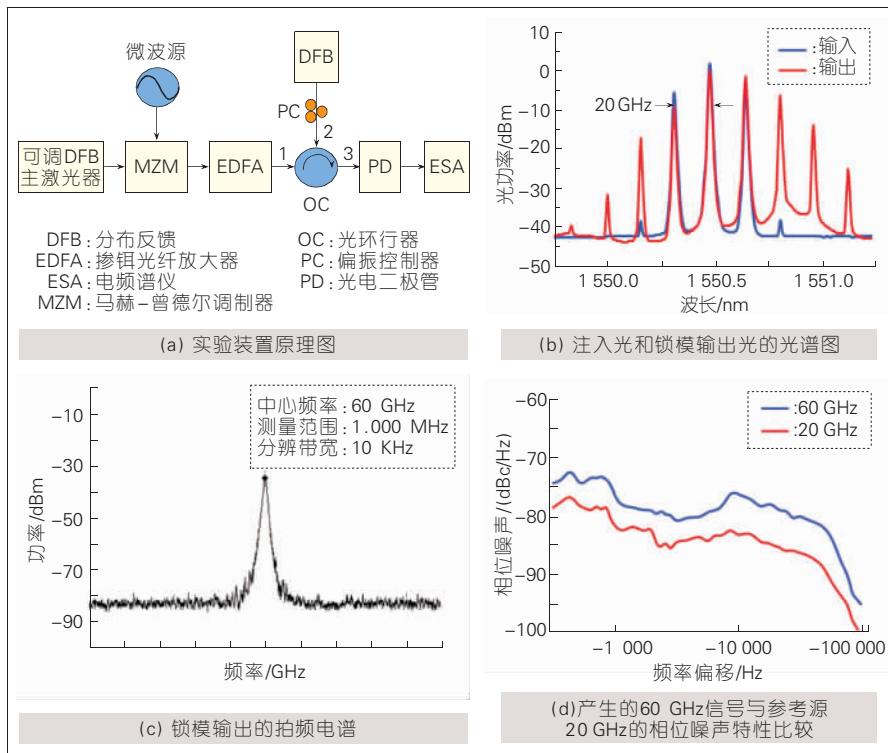 微波源
DFB
PC
2
可调DFB
主激光器
MZM
EDFA
1
3
PD
ESA
OC
DFB:分布反馈
OC:光环行器
EDFA:掺铒光纤放大器
PC:偏振控制器
ESA:电频谱仪
PD:光电二极管
MZM:马赫-曾德尔调制器
(a) 实验装置原理图
10
0
-10
-20
-30
-40
-50
光功率/dBm
:输入
:输出
20 GHz
1 550.0
1 550.5
1 551.0
波长/nm
(b) 注入光和锁模输出光的光谱图
-10
-30
-50
-70
-90
功率/dBm
中心频率:60 GHz
测量范围:1.000 MHz
分辨带宽:10 KHz
频率/GHz
(c) 锁模输出的拍频电谱
-60
-70
-80
-90
-100
相位噪声/(dBc/Hz)
:60 GHz
:20 GHz
-1 000
-10 000
-100 000
频率偏移/Hz
(d)产生的60 GHz信号与参考源
20 GHz的相位噪声特性比较